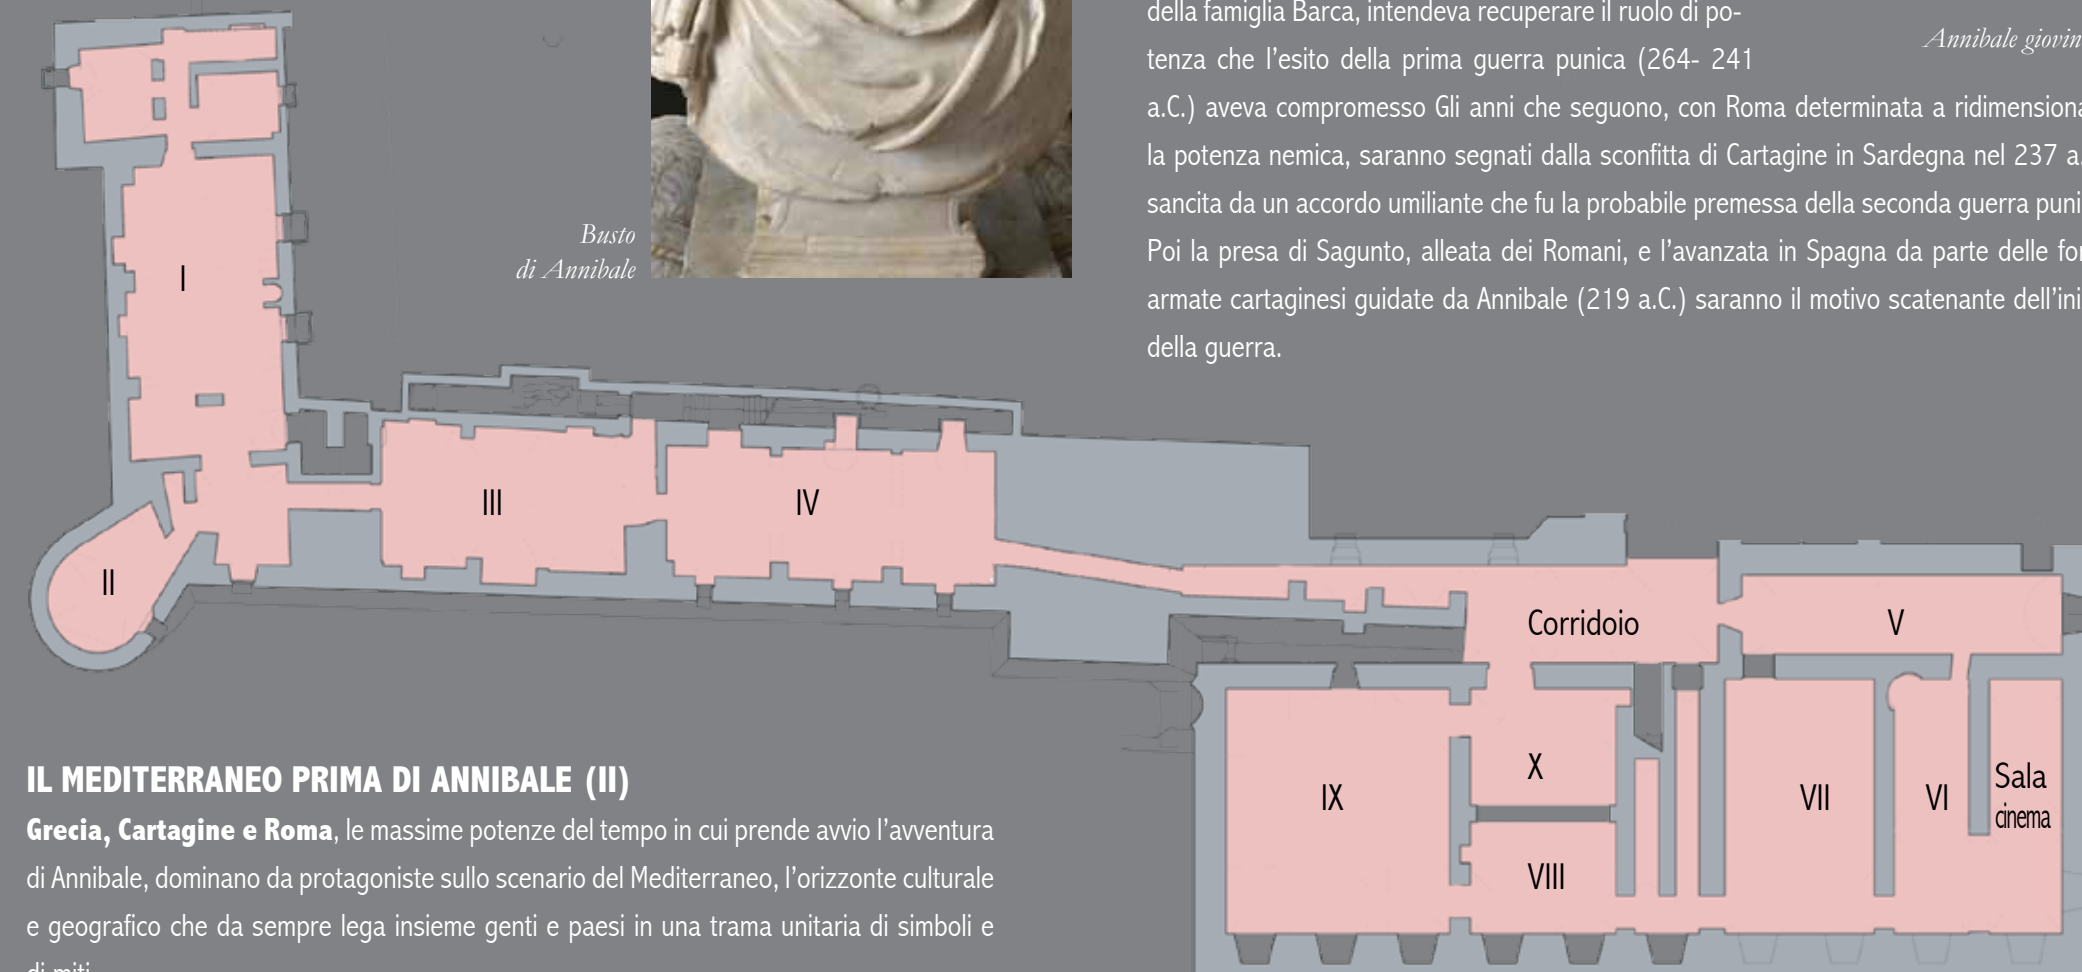 della famiglia Barca, intendeva recuperare il ruolo di po-
tenza che l'esito della prima guerra punica (264- 241
a.C.) aveva compromesso Gli anni che seguono, con Roma determinata a
la potenza nemica, saranno segnati dalla sconfitta di Cartagine in Sardegna nel 237
sancita da un accordo umiliante che fu la probabile premessa della seconda guerra
Poi la presa di Sagunto, alleata dei Romani, e l'avanzata in Spagna da parte delle
armate cartaginesi guidate da Annibale (219 a.C.) saranno il motivo scatenante
della guerra.
Annibale
Busto
di Annibale
I
II
III
IV
Corridoio
V
IX
X
VIII
VII
VI
Sala
cinema
IL MEDITERRANEO PRIMA DI ANNIBALE (II)
Grecia, Cartagine e Roma, le massime potenze del tempo in cui prende avvio l'avventura
di Annibale, dominano da protagoniste sullo scenario del Mediterraneo, l'orizzonte culturale
e geografico che da sempre lega insieme genti e paesi in una trama unitaria di simboli e
di miti